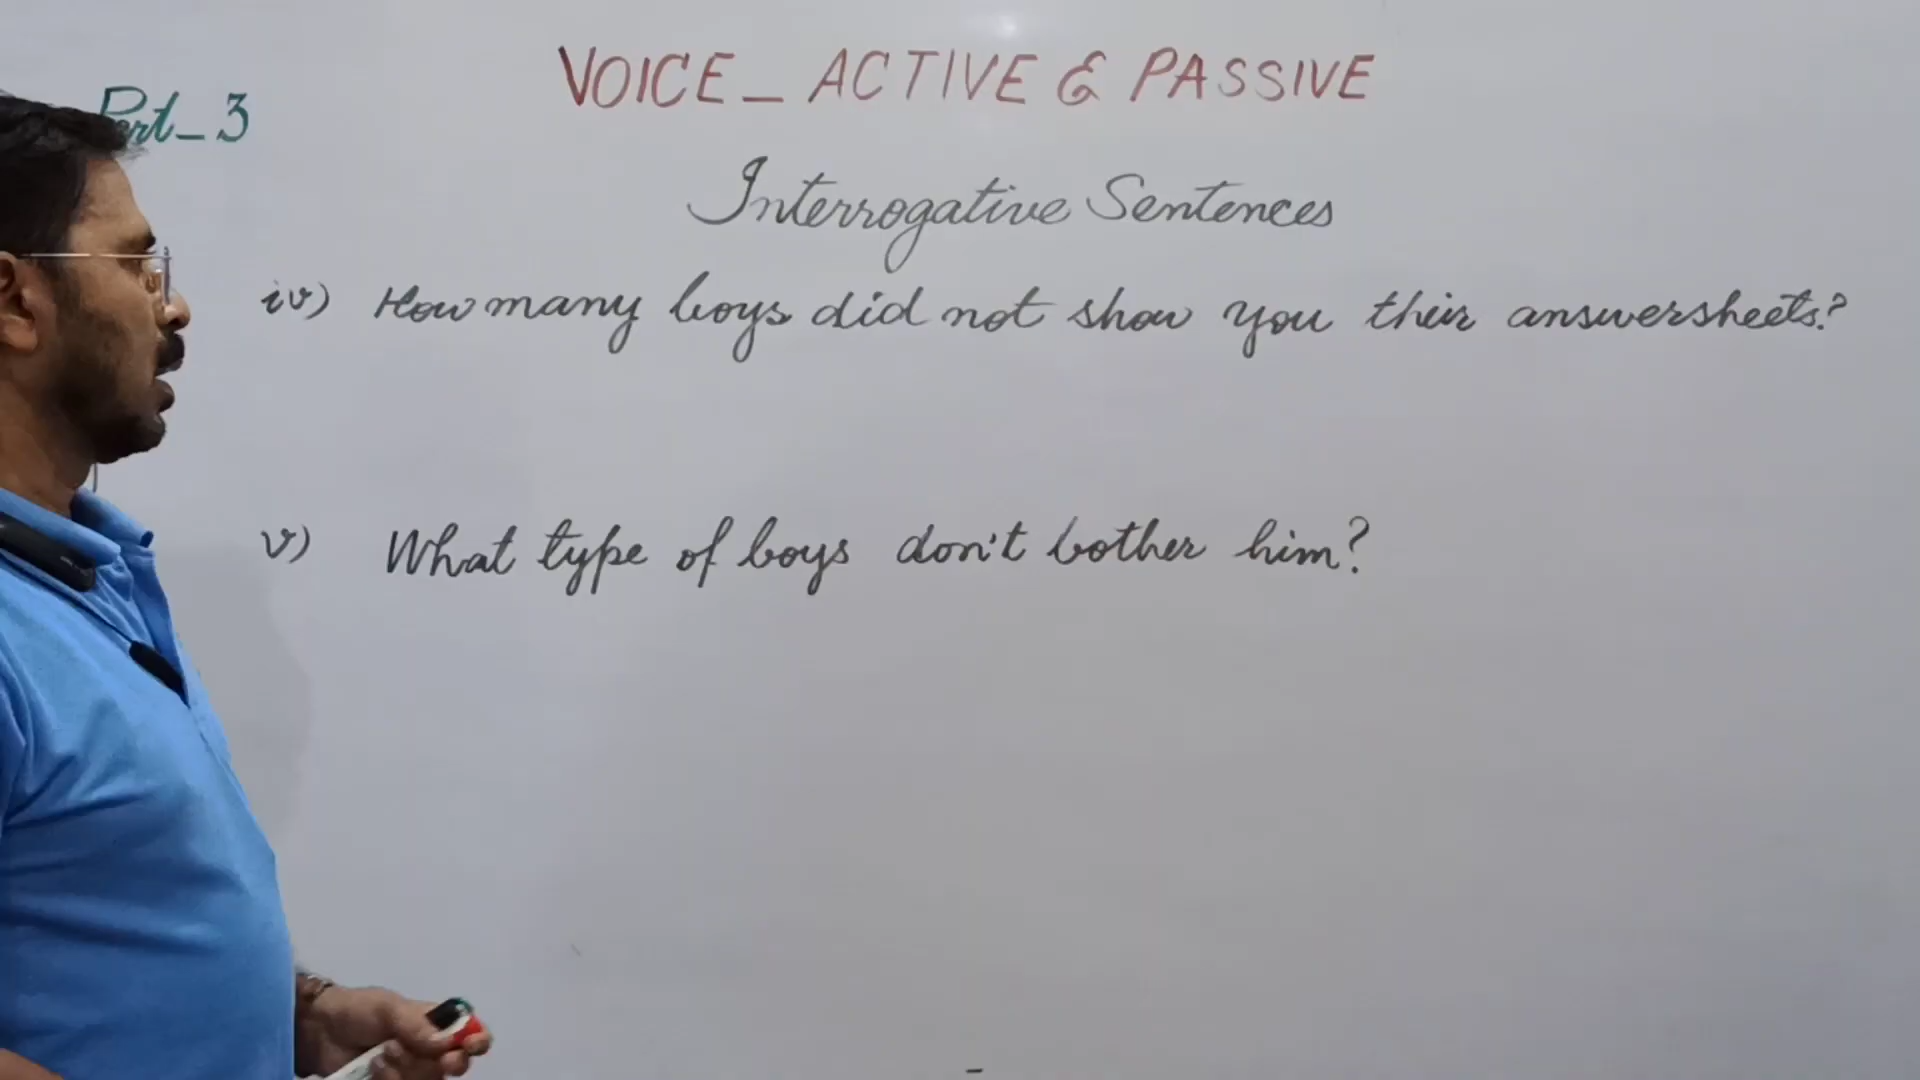 VOICE_ ACTIVE & PASSIVE
Part_3
Interrogative Sentences
iv) How many boys did not show you their answersheets?
v) What type of boys don't bother him?